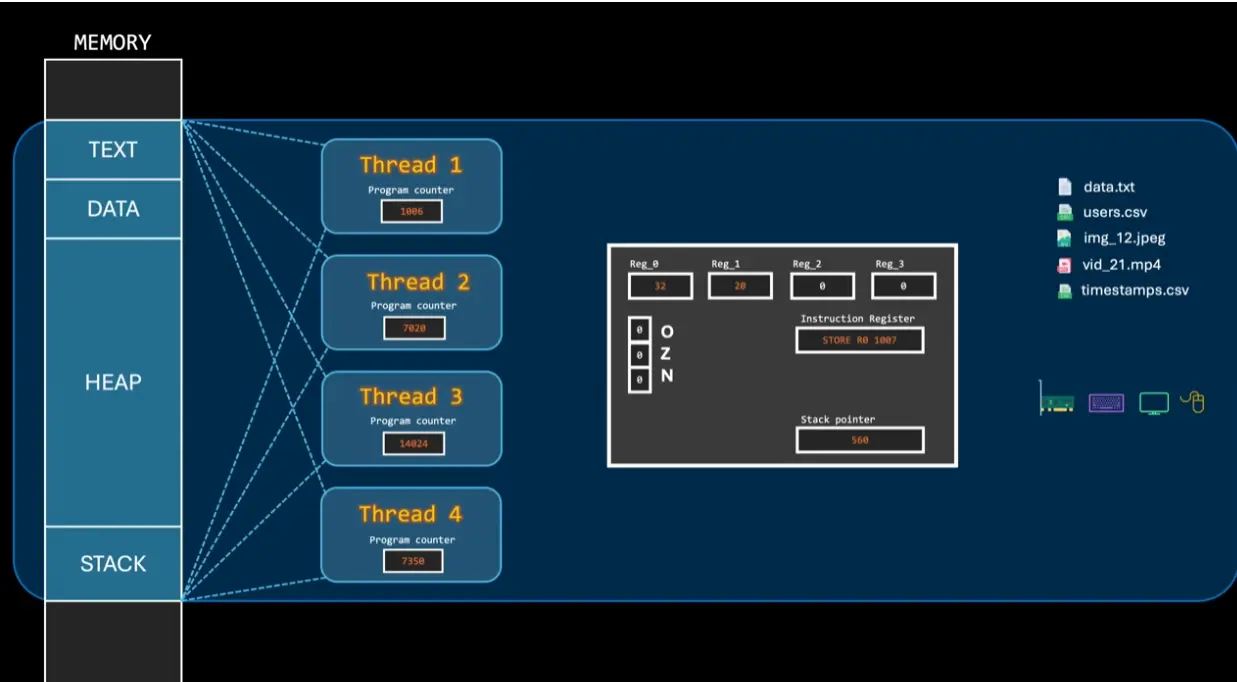 MEMORY
TEXT
DATA
HEAP
STACK
Thread 1
Program counter
1006
Thread 2
Program counter
7020
Thread 3
Program counter
14024
Thread 4
Program counter
7350
Reg_0 Reg_1 Reg_2 Reg_3
32 20 0 0
0 O
0 Z
0 N
Instruction Register
STORE R0 1007
Stack pointer
560
data.txt
users.csv
img_12.jpeg
vid_21.mp4
timestamps.csv